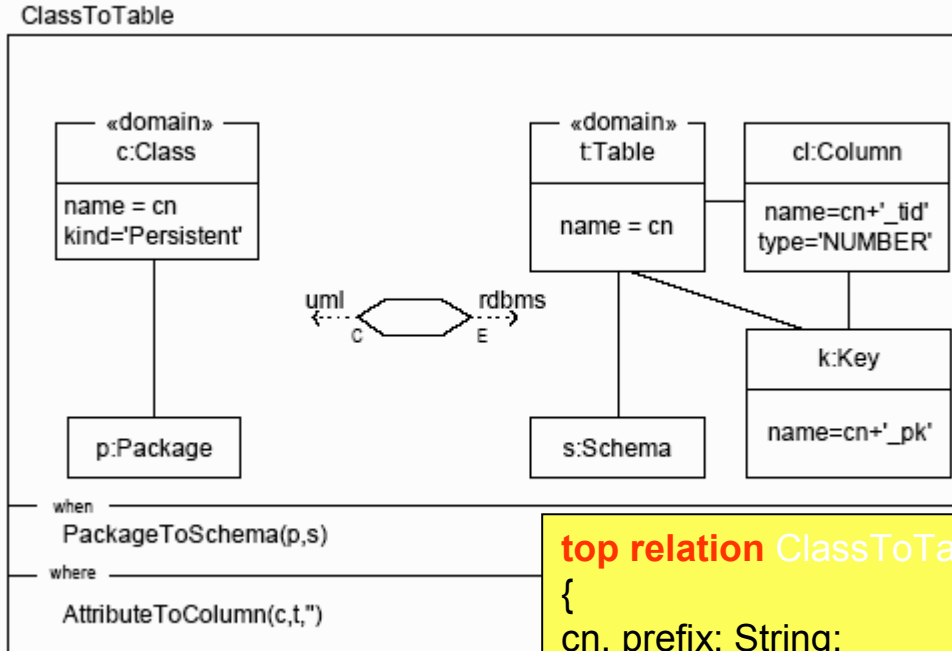 ClassToTable
«domain»
c:Class
name = cn
kind='Persistent'
p:Package
uml
C
rdbms
E
«domain»
t:Table
name = cn
s:Schema
cl:Column
name=cn+'_tid'
type='NUMBER'
k:Key
name=cn+'_pk'
when
PackageToSchema(p,s)
where
AttributeToColumn(c,t,'')
top relation ClassToTa
{
cn, prefix: String;